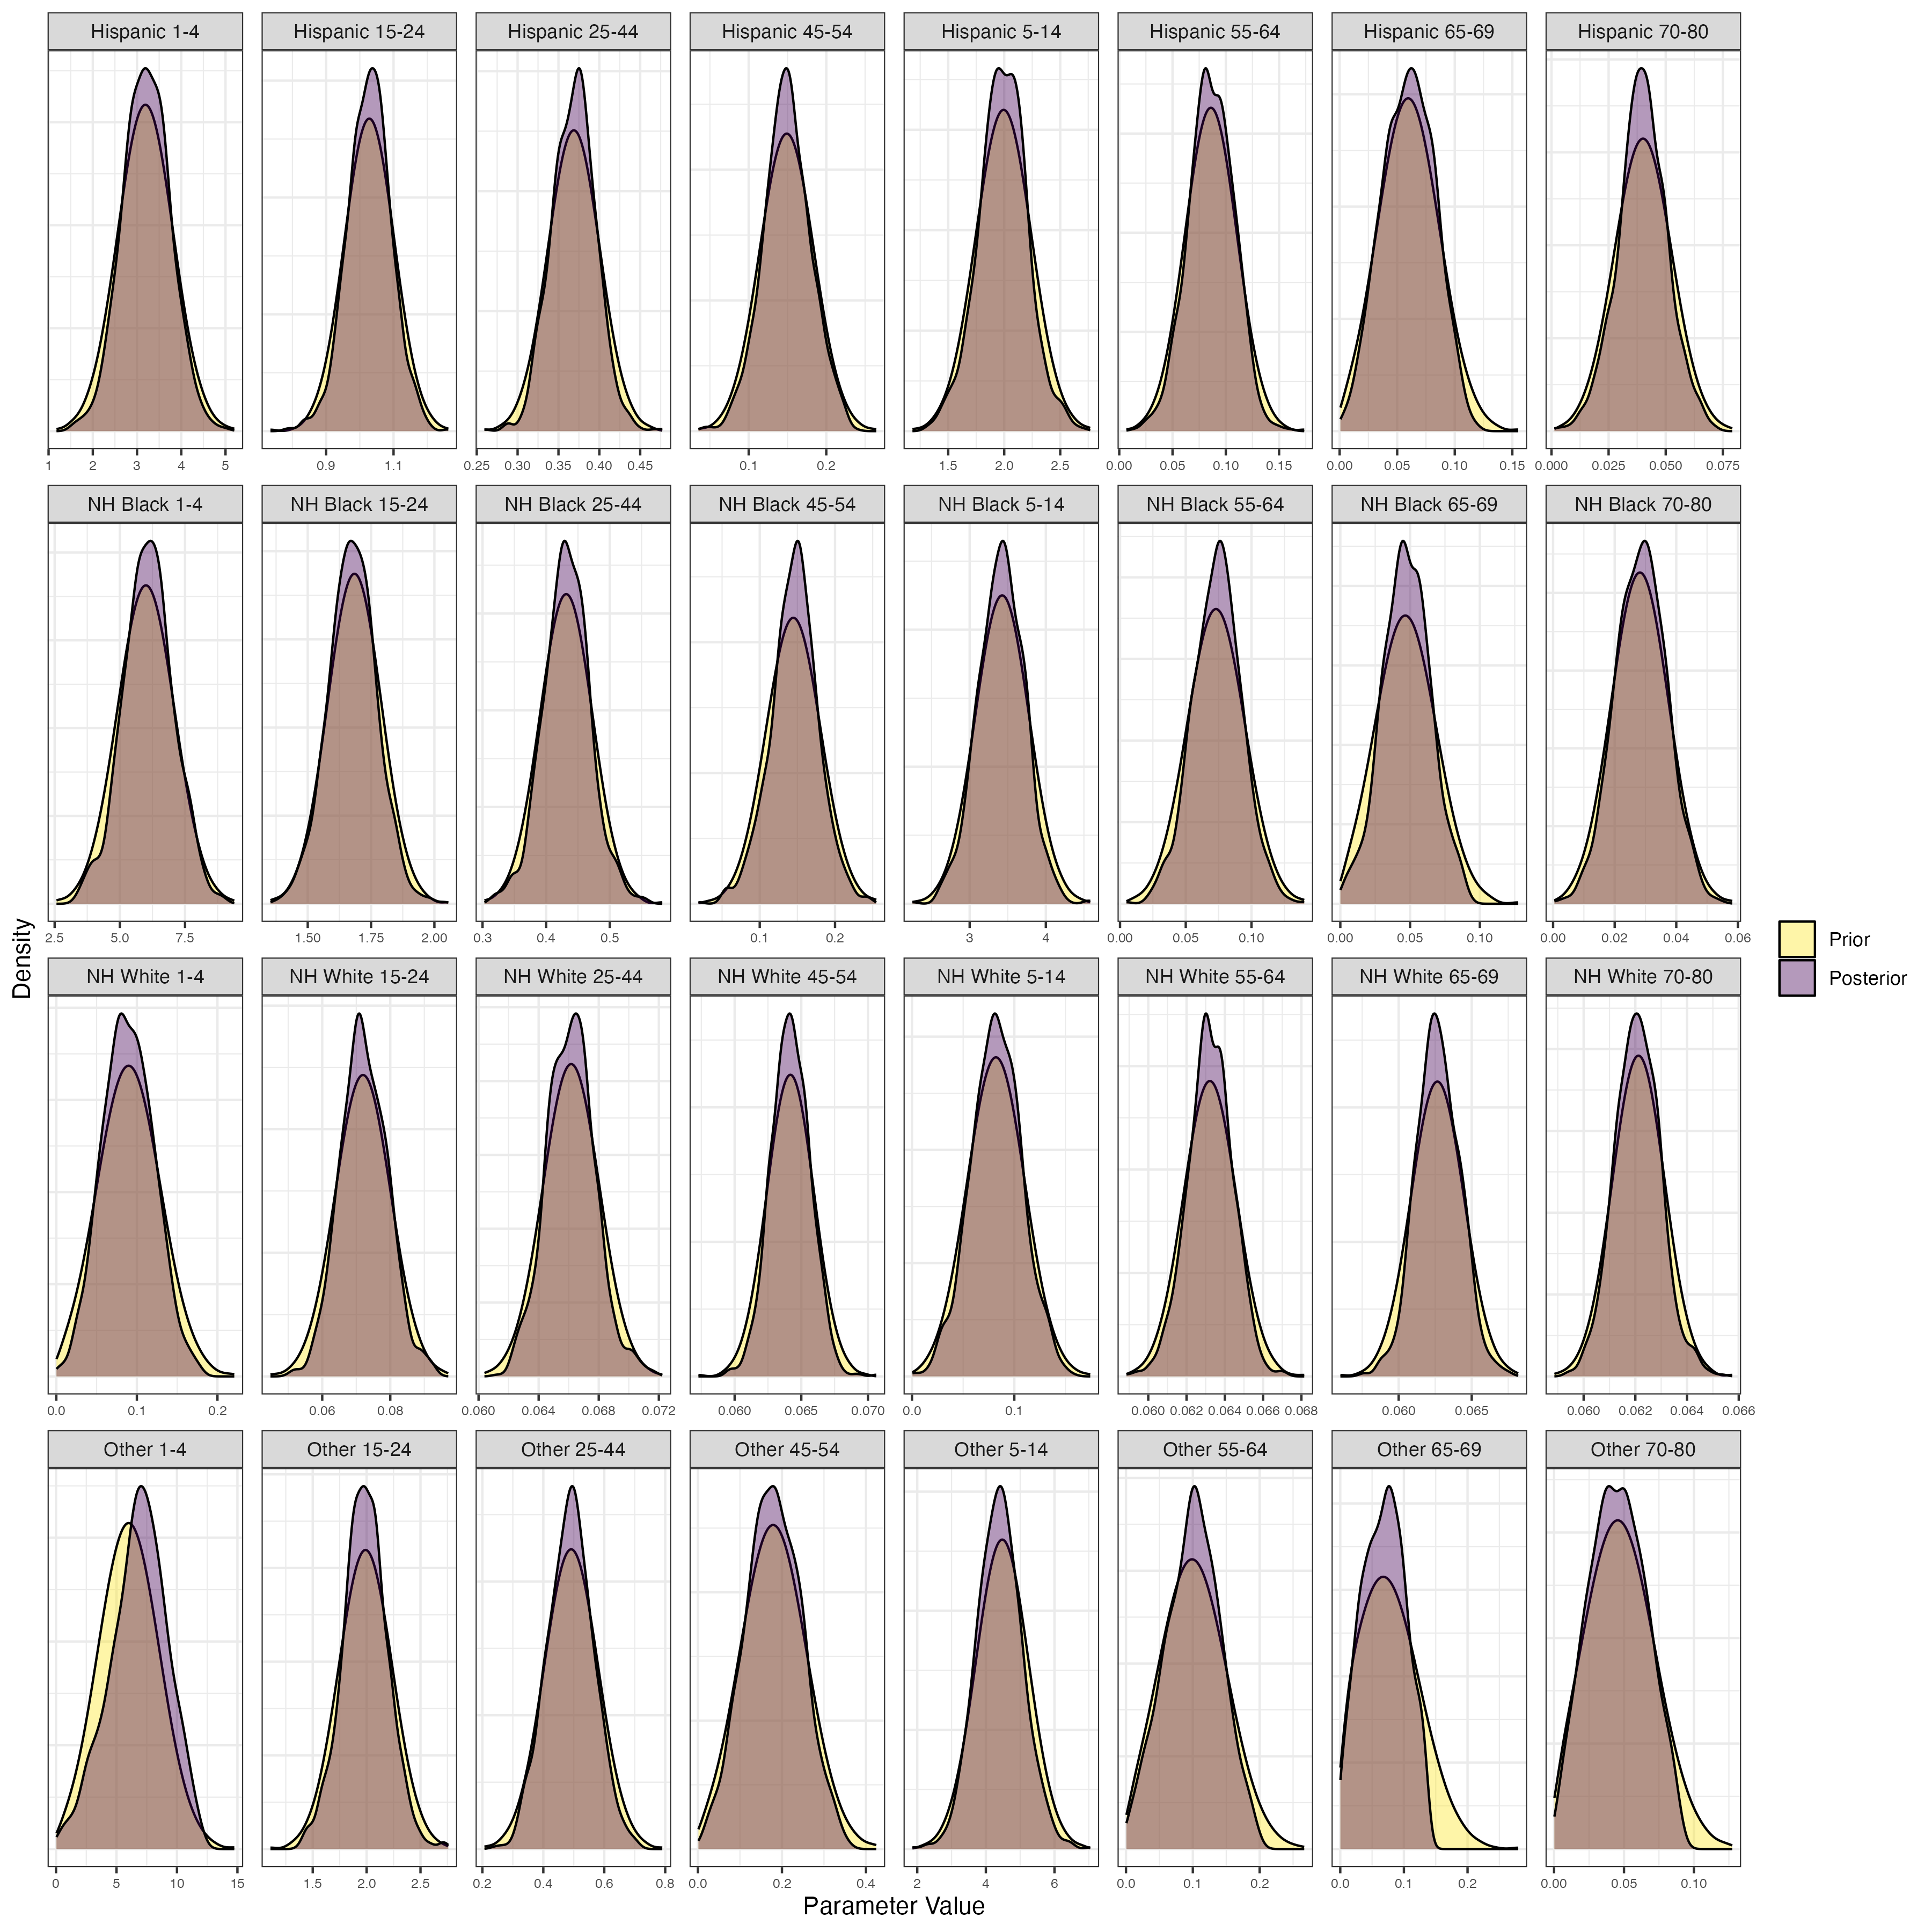 Hispanic 1-4 Hispanic 15-24 Hispanic 25-44 Hispanic 45-54 Hispanic 5-14 Hispanic 55-64 Hispanic 65-69 Hispanic 70-80
1 2 3 4 5 0.9 1.1 0.25 0.30 0.35 0.40 0.45 0.1 0.2 1.5 2.0 2.5 0.00 0.05 0.10 0.15 0.00 0.05 0.10 0.15 0.000 0.025 0.050 0.075
NH Black 1-4 NH Black 15-24 NH Black 25-44 NH Black 45-54 NH Black 5-14 NH Black 55-64 NH Black 65-69 NH Black 70-80
2.5 5.0 7.5 1.50 1.75 2.00 0.3 0.4 0.5 0.1 0.2 3 4 0.00 0.05 0.10 0.00 0.05 0.10 0.00 0.02 0.04 0.06
Density
Prior
Posterior
NH White 1-4 NH White 15-24 NH White 25-44 NH White 45-54 NH White 5-14 NH White 55-64 NH White 65-69 NH White 70-80
0.0 0.1 0.2 0.06 0.08 0.060 0.064 0.068 0.072 0.060 0.065 0.070 0.0 0.1 0.060 0.062 0.064 0.066 0.068 0.060 0.065 0.060 0.062 0.064 0.066
Other 1-4 Other 15-24 Other 25-44 Other 45-54 Other 5-14 Other 55-64 Other 65-69 Other 70-80
0 5 10 15 1.5 2.0 2.5 0.2 0.4 0.6 0.8 0.0 0.2 0.4 2 4 6 0.0 0.1 0.2 0.0 0.1 0.2 0.00 0.05 0.10
Parameter Value